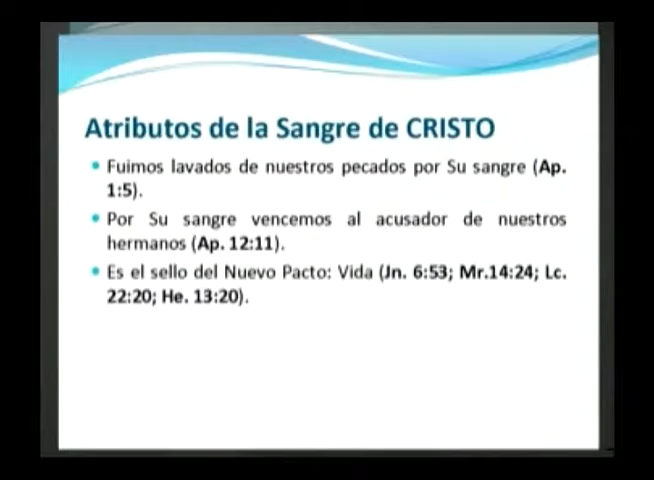 Atributos de la Sangre de CRISTO
• Fuimos lavados de nuestros pecados por Su sangre (Ap.
1:5).
• Por Su sangre vencemos al acusador de nuestros
hermanos (Ap. 12:11).
• Es el sello del Nuevo Pacto: Vida (Jn. 6:53; Mr.14:24; Lc.
22:20; He. 13:20).